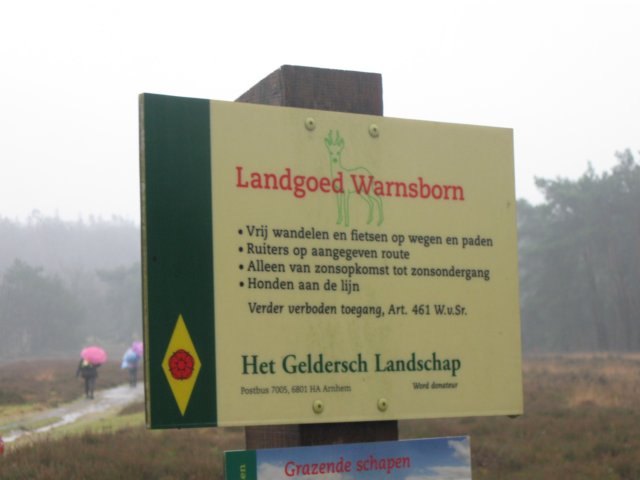 Landgoed Warnsborn
• Vrij wandelen en fietsen op wegen en paden
• Ruiters op aangegeven route
• Alleen van zonsopkomst tot zonsondergang
• Honden aan de lijn
Verder verboden toegang, Art. 461 W.v.Sr.
Het Geldersch Landschap
Postbus 7005, 6801 HA Arnhem Word donateur
Grazende schapen